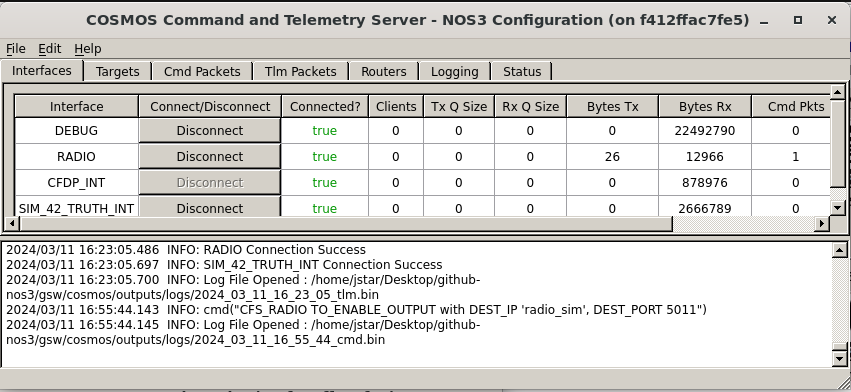 COSMOS Command and Telemetry Server - NOS3 Configuration (on f412ffac7fe5)
File Edit Help
Interfaces Targets Cmd Packets Tlm Packets Routers Logging Status
Interface Connect/Disconnect Connected? Clients Tx Q Size Rx Q Size Bytes Tx Bytes Rx Cmd Pkts
DEBUG Disconnect true 0 0 0 0 22492790 0
RADIO Disconnect true 0 0 0 26 12966 1
CFDP_INT Disconnect true 0 0 0 0 878976 0
SIM_42_TRUTH_INT Disconnect true 0 0 0 0 2666789 0
2024/03/11 16:23:05.486 INFO: RADIO Connection Success
2024/03/11 16:23:05.697 INFO: SIM_42_TRUTH_INT Connection Success
2024/03/11 16:23:05.700 INFO: Log File Opened : /home/jstar/Desktop/github-
nos3/gsw/cosmos/outputs/logs/2024_03_11_16_23_05_tlm.bin
2024/03/11 16:55:44.143 INFO: cmd("CFS_RADIO TO_ENABLE_OUTPUT with DEST_IP 'radio_sim', DEST_PORT 5011")
2024/03/11 16:55:44.145 INFO: Log File Opened : /home/jstar/Desktop/github-
nos3/gsw/cosmos/outputs/logs/2024_03_11_16_55_44_cmd.bin